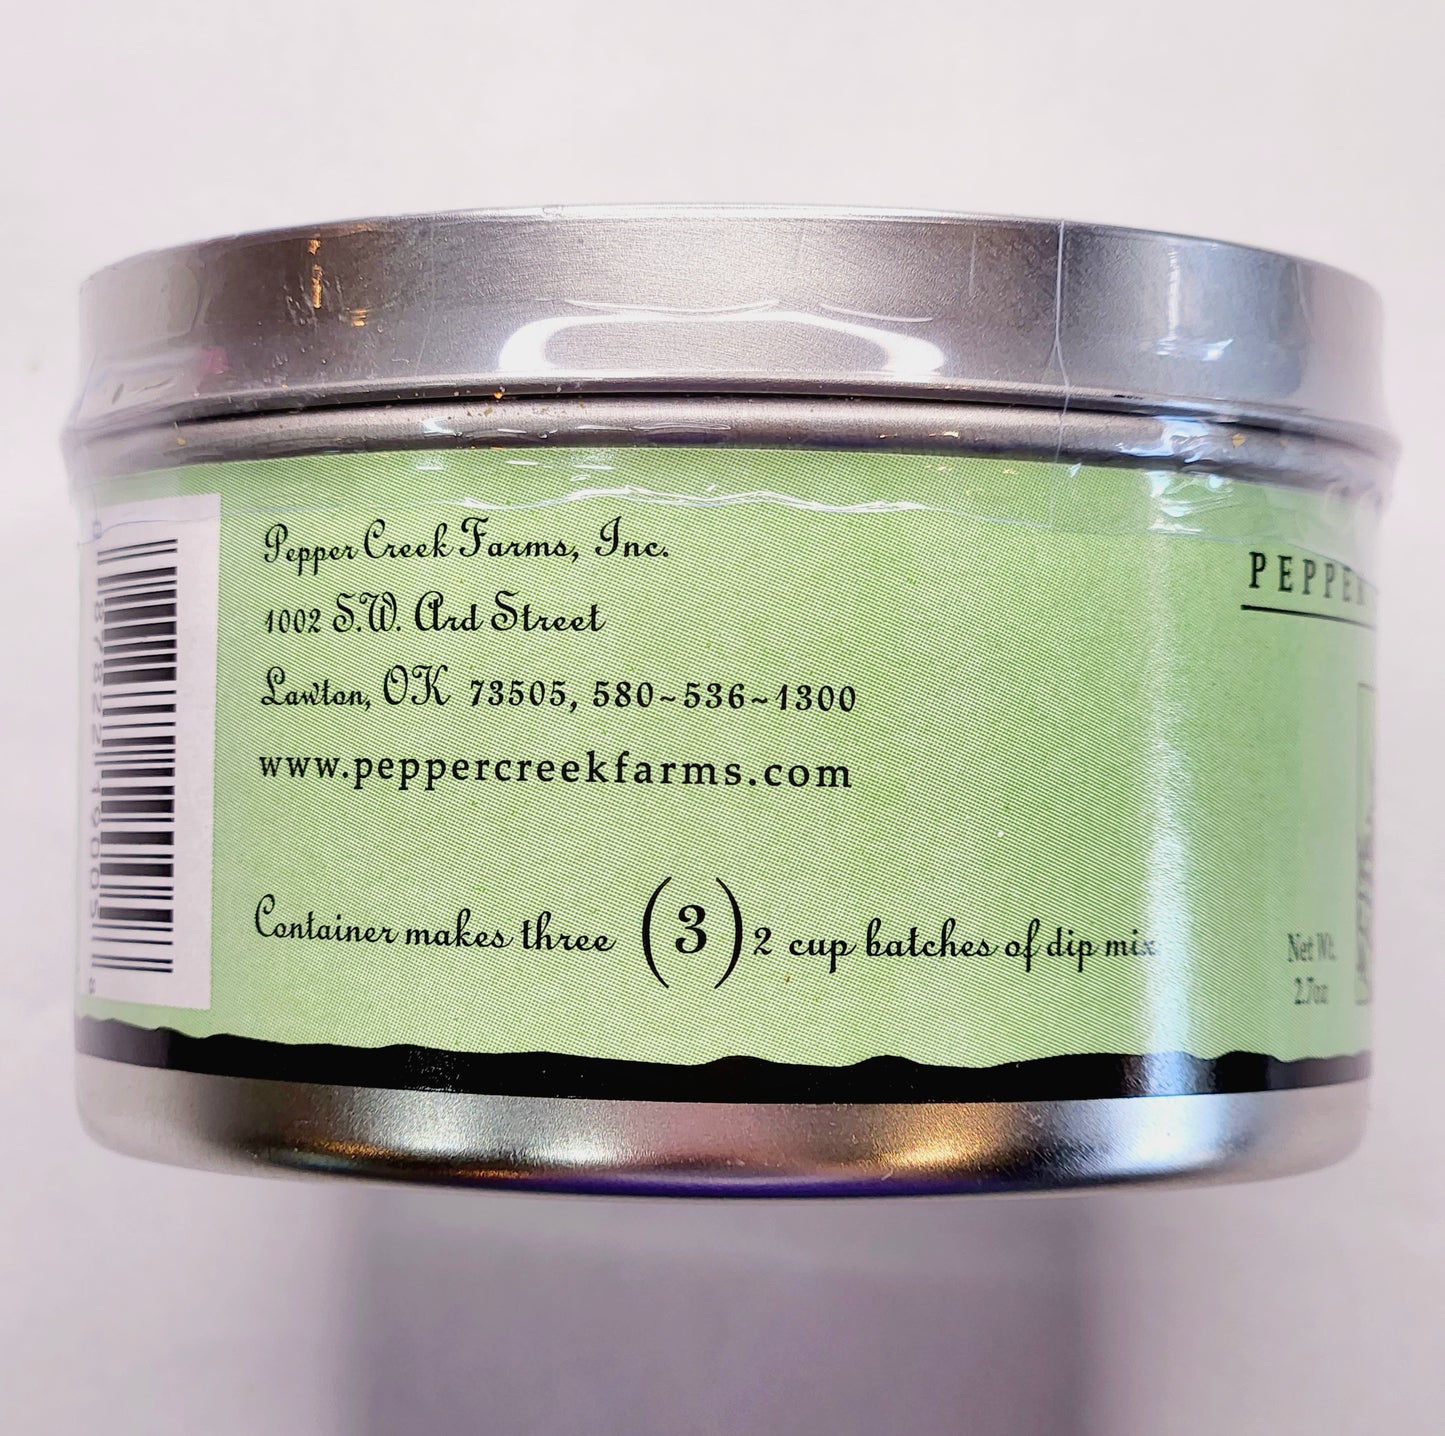 Pepper Creek Farms, Inc.
1002 S.W. Ard Street
Lawton, OK 73505, 580~536~1300
www.peppercreekfarms.com
Container makes three (3) 2 cup batches of dip mix
PEPPER
Net Wt.
2.7oz